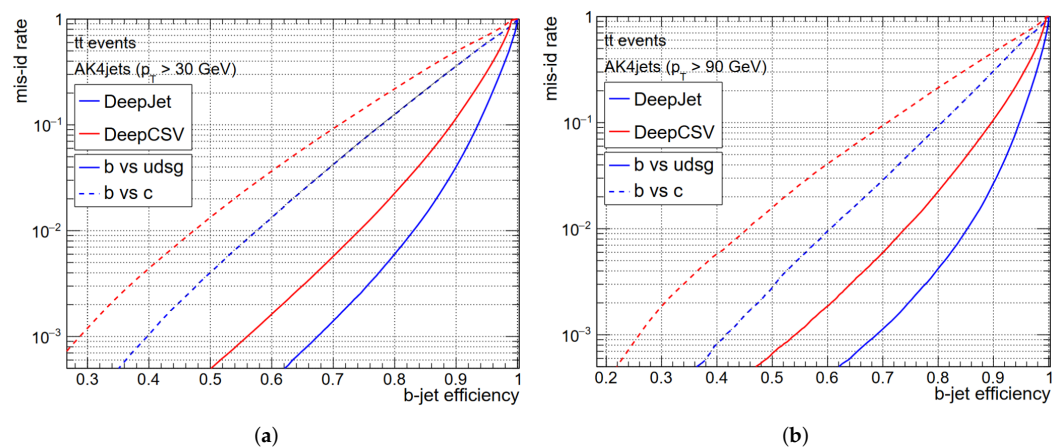 mis-id rate
1
10⁻¹
10⁻²
10⁻³
tt events
AK4jets (p_T > 30 GeV)
DeepJet
DeepCSV
b vs udsg
b vs c
0.3 0.4 0.5 0.6 0.7 0.8 0.9 1
b-jet efficiency
(a)
mis-id rate
1
10⁻¹
10⁻²
10⁻³
tt events
AK4jets (p_T > 90 GeV)
DeepJet
DeepCSV
b vs udsg
b vs c
0.2 0.3 0.4 0.5 0.6 0.7 0.8 0.9 1
b-jet efficiency
(b)